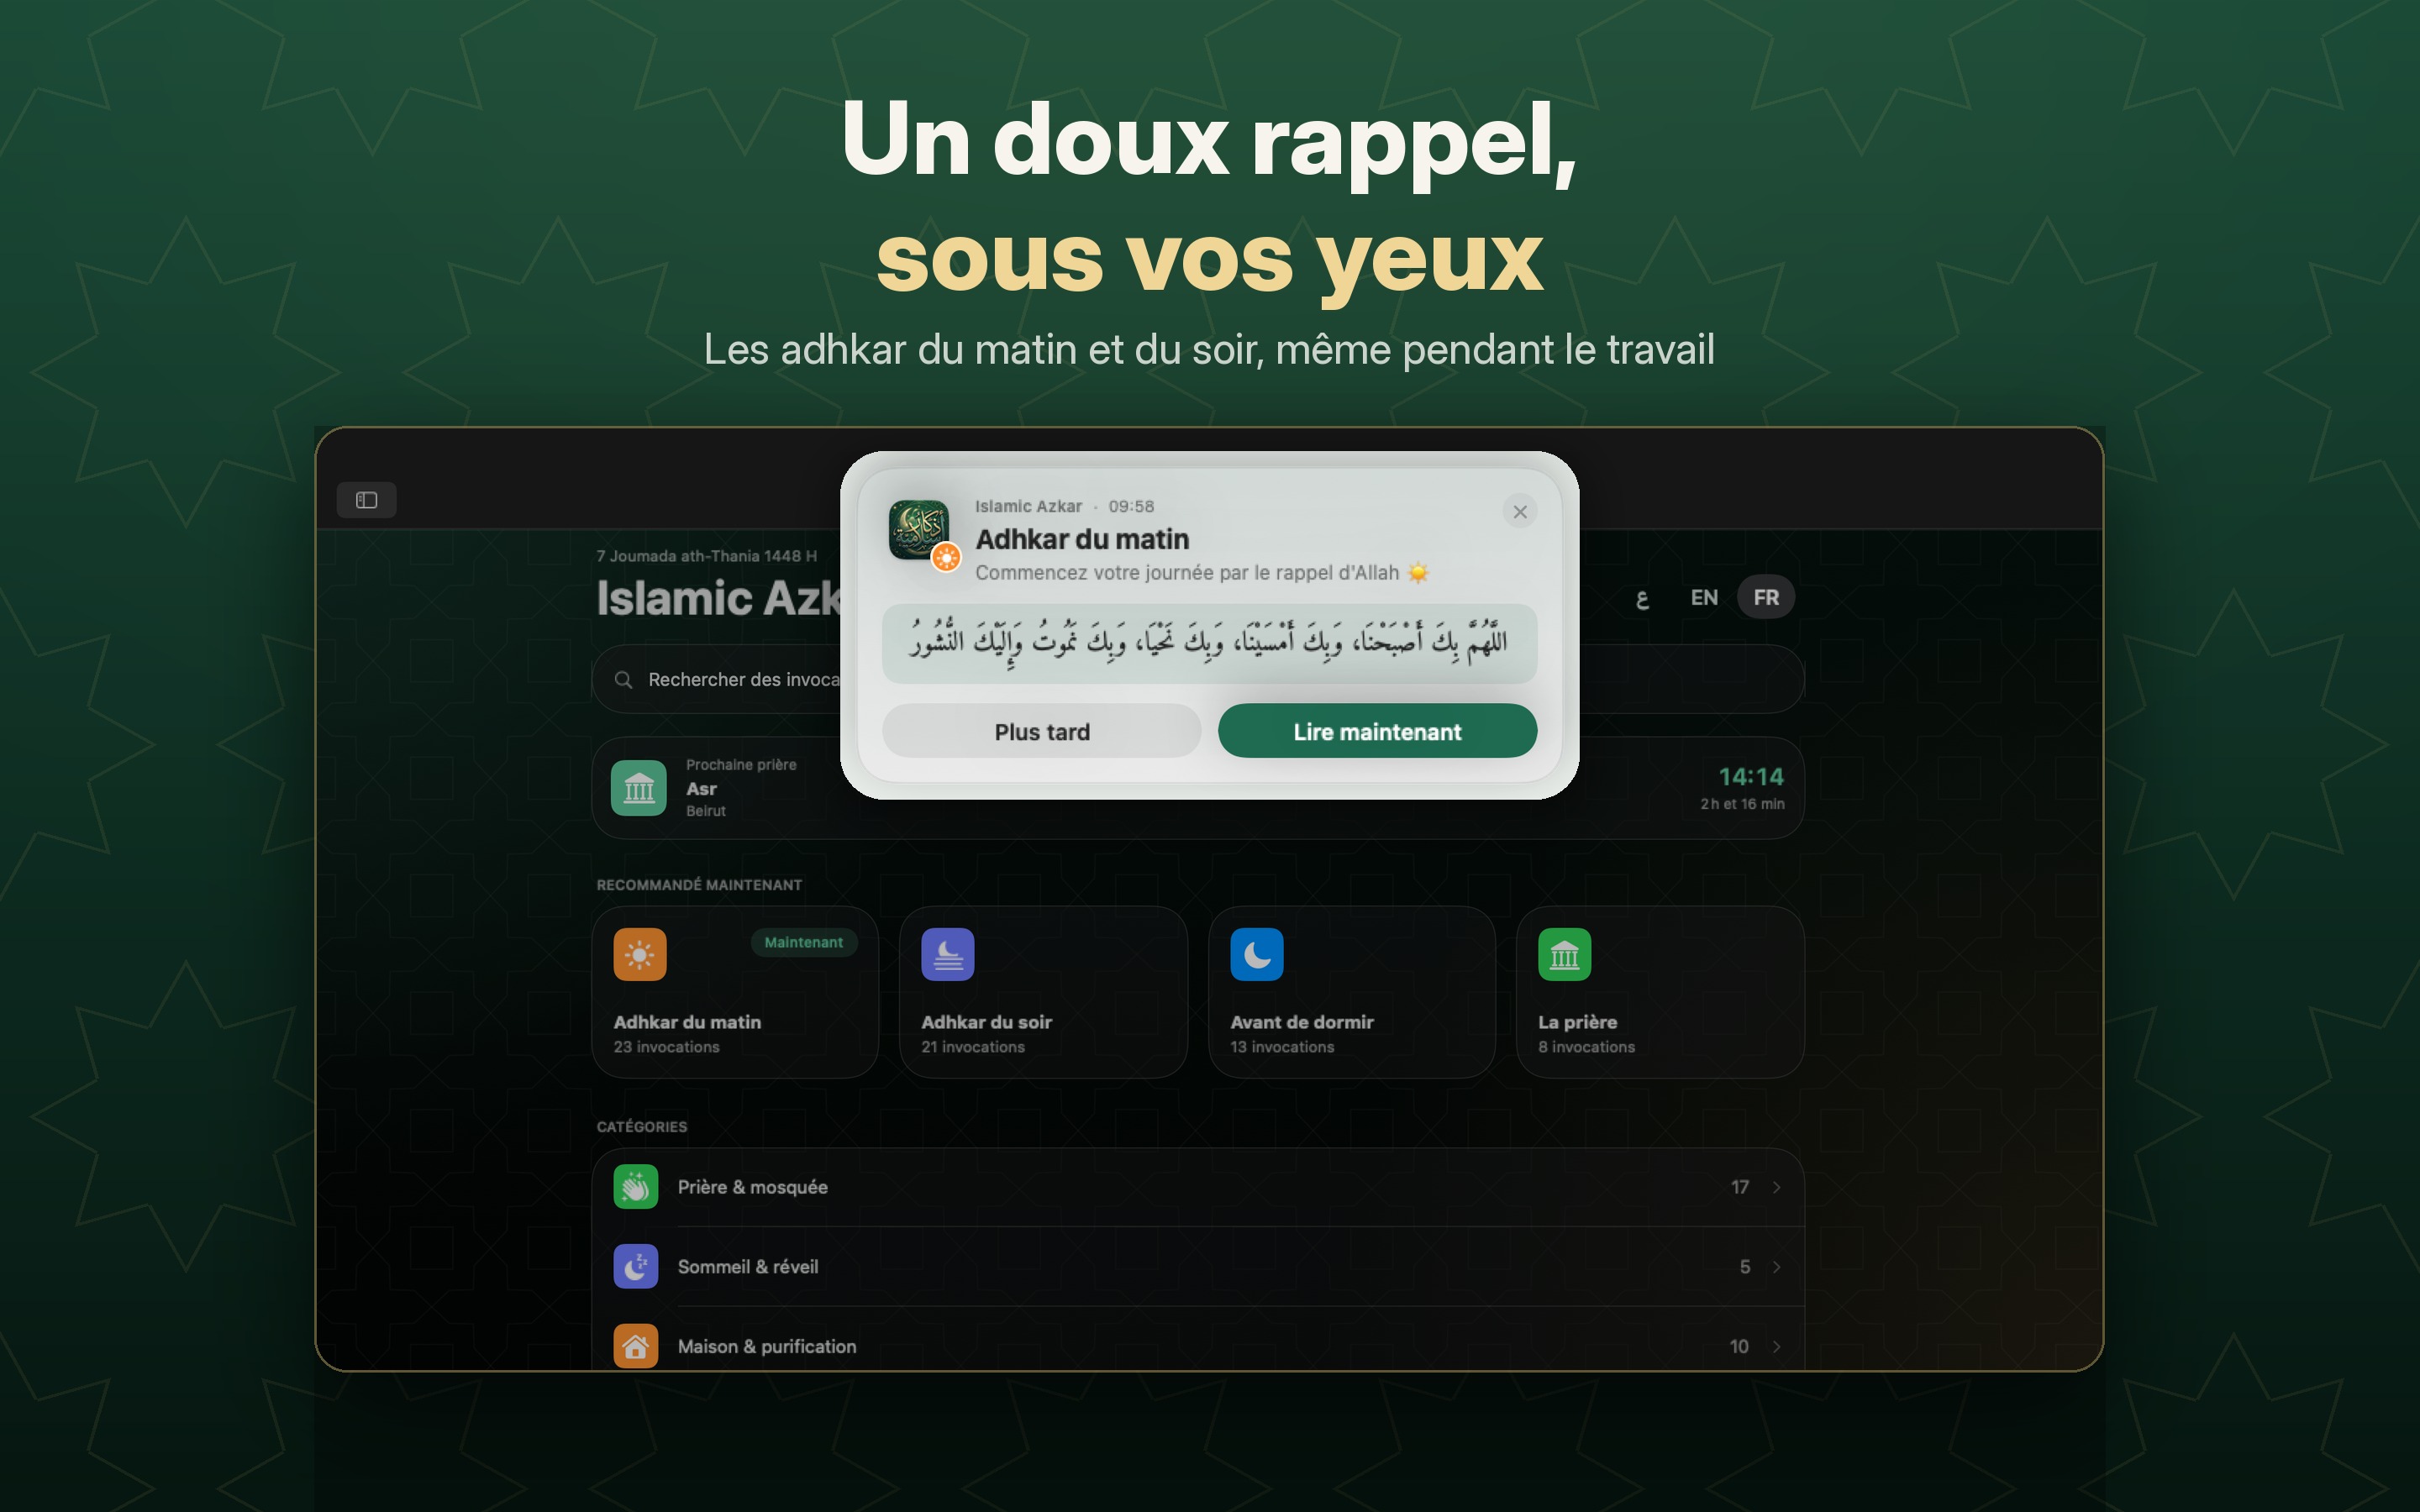 Un doux rappel,
sous vos yeux
Les adhkar du matin et du soir, même pendant le travail
Islamic Azkar · 09:58
Adhkar du matin
Commencez votre journée par le rappel d'Allah ☀️
اللَّهُمَّ بِكَ أَصْبَحْنَا، وَبِكَ أَمْسَيْنَا، وَبِكَ نَحْيَا، وَبِكَ نَمُوتُ وَإِلَيْكَ النُّشُورُ
Plus tard
Lire maintenant
7 Joumada ath-Thania 1448 H
Islamic Azk
ع EN FR
Rechercher des invoca
Prochaine prière
Asr
Beirut
14:14
2 h et 16 min
RECOMMANDÉ MAINTENANT
Maintenant
Adhkar du matin
23 invocations
Adhkar du soir
21 invocations
Avant de dormir
13 invocations
La prière
8 invocations
CATÉGORIES
Prière & mosquée 17
Sommeil & réveil 5
Maison & purification 10